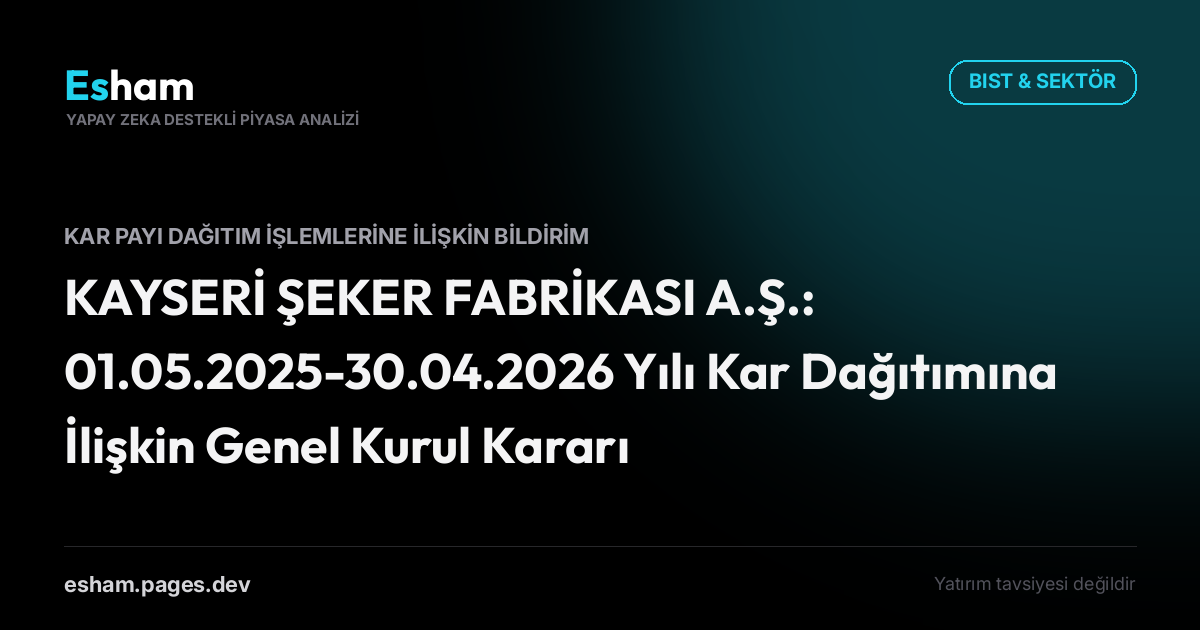 Esham
BIST & SEKTÖR
YAPAY ZEKA DESTEKLİ PİYASA ANALİZİ
KAR PAYI DAĞITIM İŞLEMLERİNE İLİŞKİN BİLDİRİM
KAYSERİ ŞEKER FABRİKASI A.Ş.:
01.05.2025-30.04.2026 Yılı Kar Dağıtımına
İlişkin Genel Kurul Kararı
esham.pages.dev
Yatırım tavsiyesi değildir